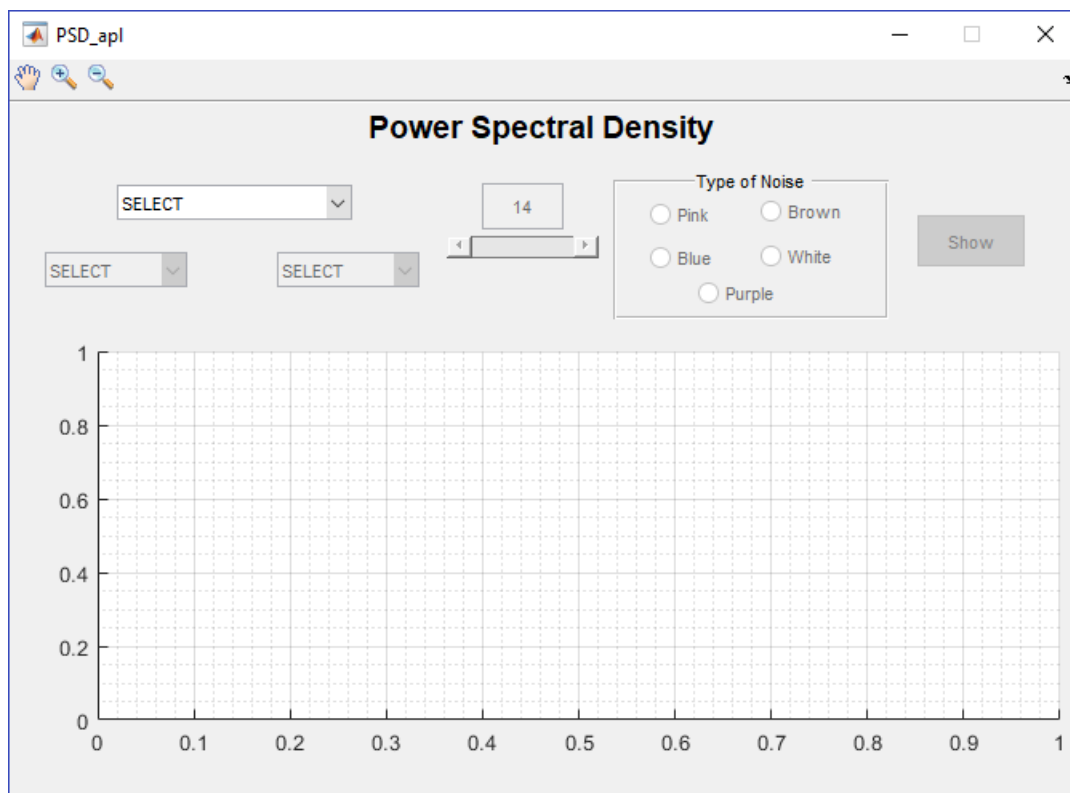 PSD_apl
Power Spectral Density
SELECT
14
Type of Noise
Pink
Brown
Blue
White
Purple
Show
SELECT
SELECT
1
0.8
0.6
0.4
0.2
0
0 0.1 0.2 0.3 0.4 0.5 0.6 0.7 0.8 0.9 1